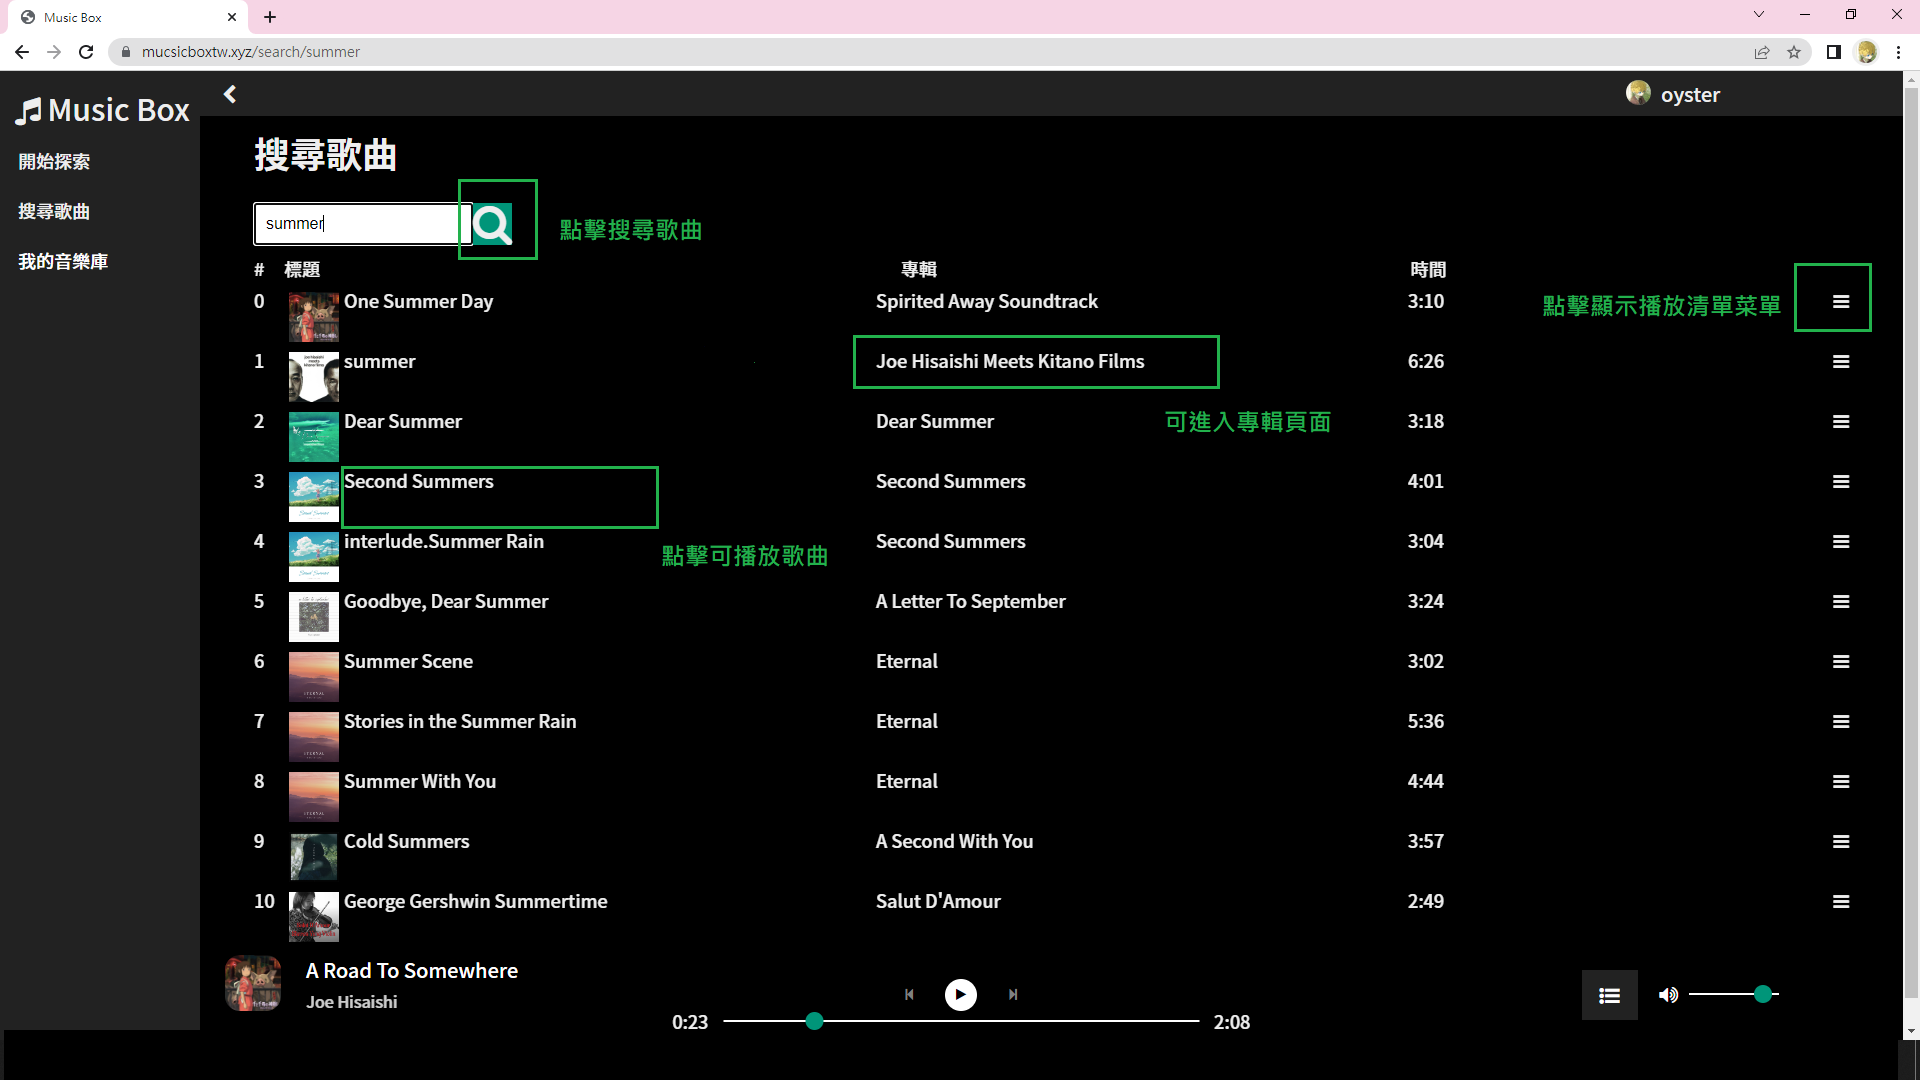 Music Box
mucsicboxtw.xyz/search/summer
Music Box
oyster
開始探索
搜尋歌曲
我的音樂庫
搜尋歌曲
summer
點擊搜尋歌曲
# 標題 專輯 時間
0 One Summer Day Spirited Away Soundtrack 3:10
點擊顯示播放清單菜單
1 summer Joe Hisaishi Meets Kitano Films 6:26
2 Dear Summer Dear Summer 3:18
可進入專輯頁面
3 Second Summers Second Summers 4:01
4 interlude.Summer Rain Second Summers 3:04
點擊可播放歌曲
5 Goodbye, Dear Summer A Letter To September 3:24
6 Summer Scene Eternal 3:02
7 Stories in the Summer Rain Eternal 5:36
8 Summer With You Eternal 4:44
9 Cold Summers A Second With You 3:57
10 George Gershwin Summertime Salut D'Amour 2:49
A Road To Somewhere
Joe Hisaishi
0:23 2:08